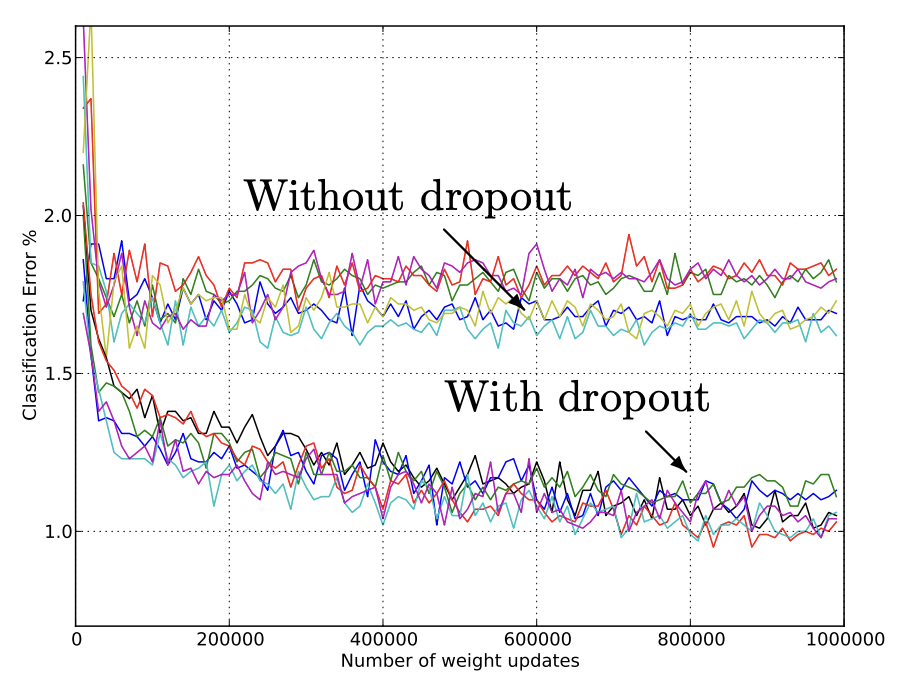 2.5
2.0
1.5
1.0
Classification Error %
Without dropout
With dropout
0 200000 400000 600000 800000 1000000
Number of weight updates